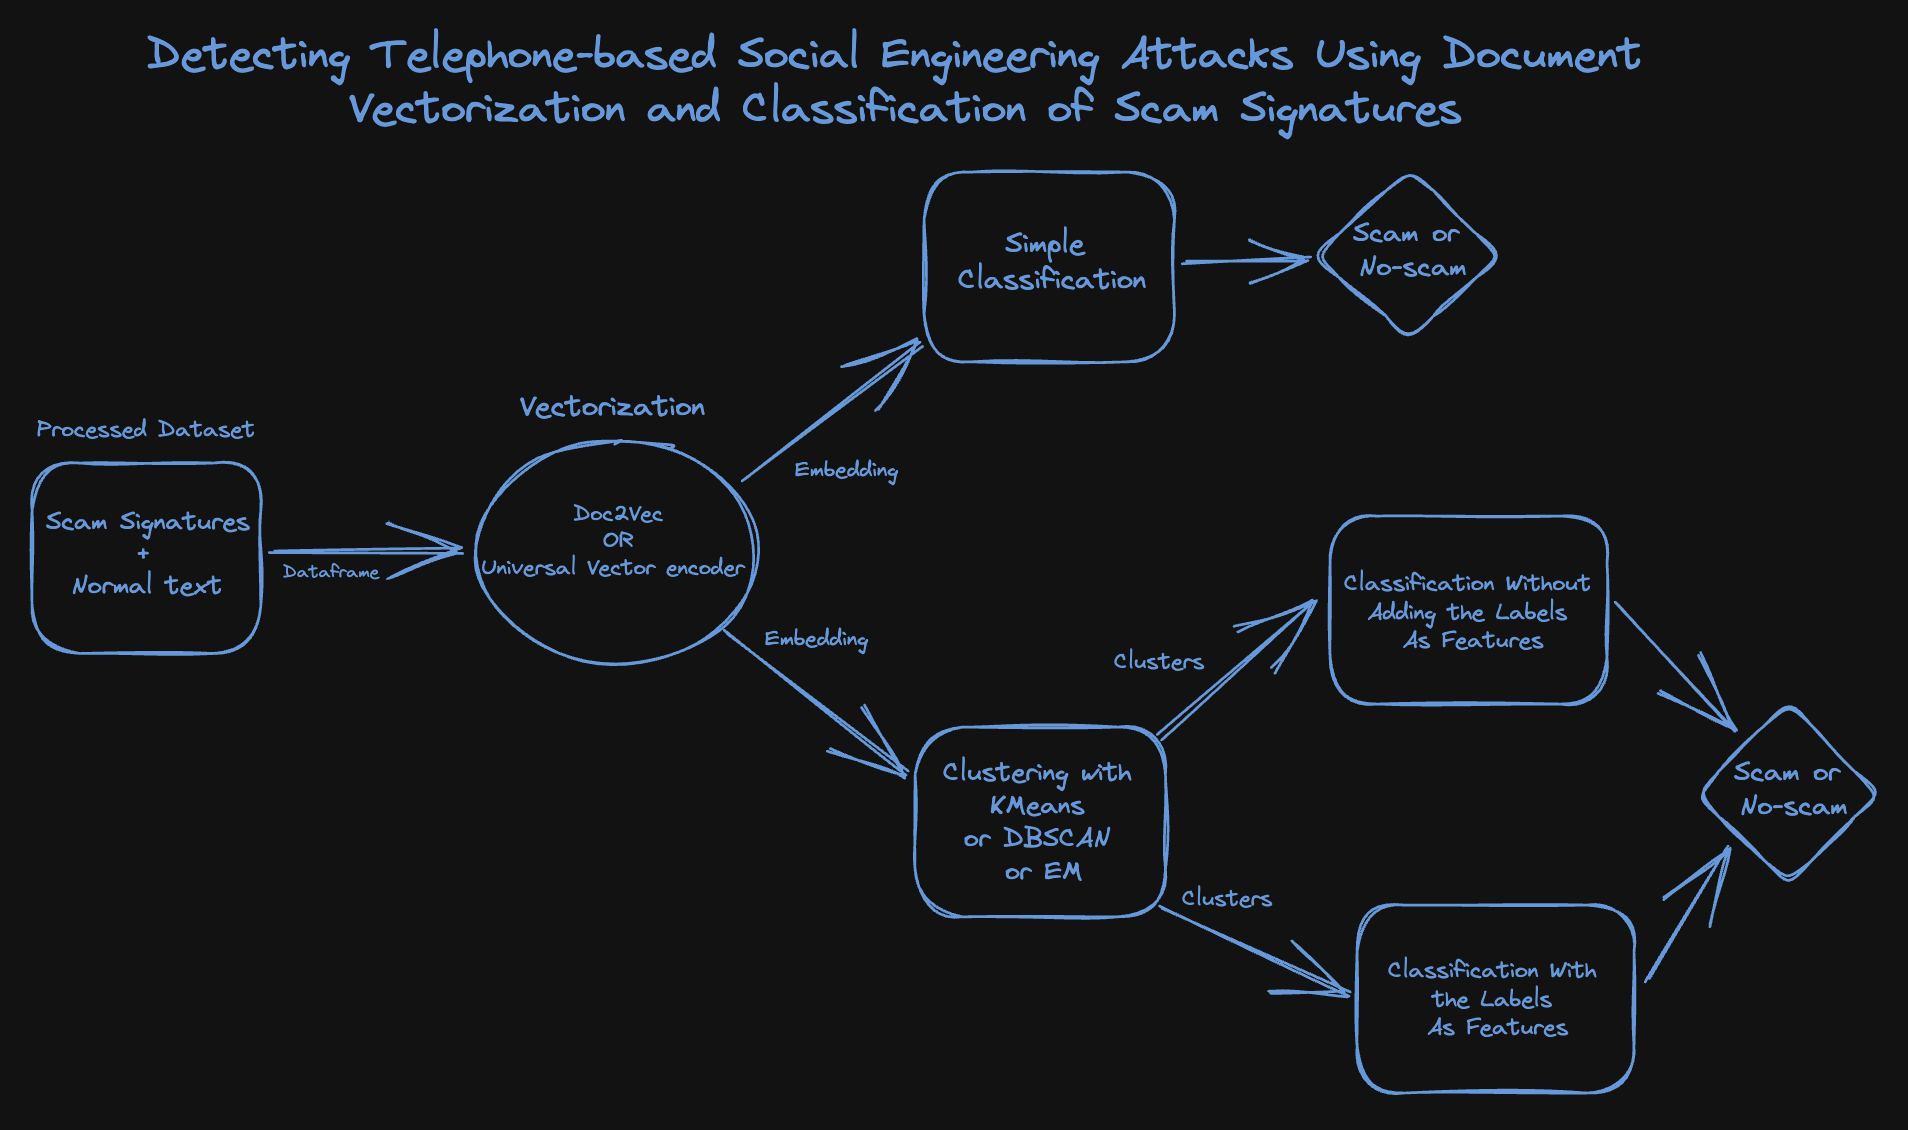 Detecting Telephone-based Social Engineering Attacks Using Document
Vectorization and Classification of Scam Signatures
Processed Dataset
Scam Signatures
+
Normal text
Dataframe
Vectorization
Doc2Vec
OR
Universal Vector encoder
Embedding
Simple
Classification
Scam or
No-scam
Embedding
Clustering with
KMeans
or DBSCAN
or EM
Clusters
Classification Without
Adding the Labels
As Features
Clusters
Classification With
the Labels
As Features
Scam or
No-scam